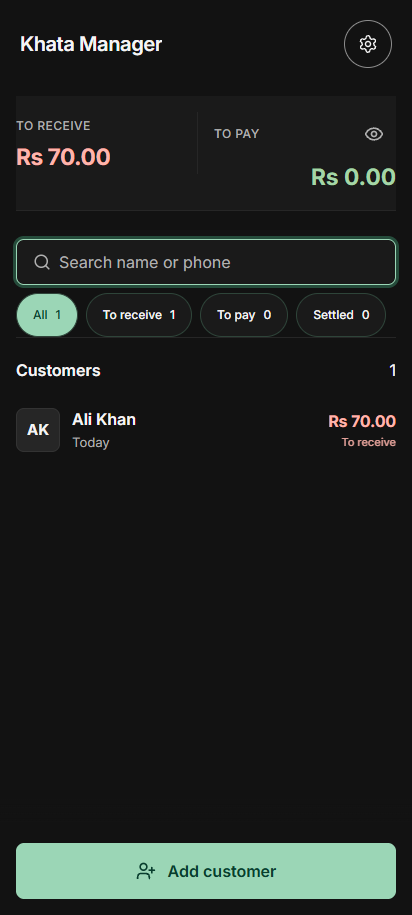 Khata Manager
TO RECEIVE
Rs 70.00
TO PAY
Rs 0.00
Search name or phone
All 1
To receive 1
To pay 0
Settled 0
Customers 1
AK
Ali Khan
Today
Rs 70.00
To receive
Add customer